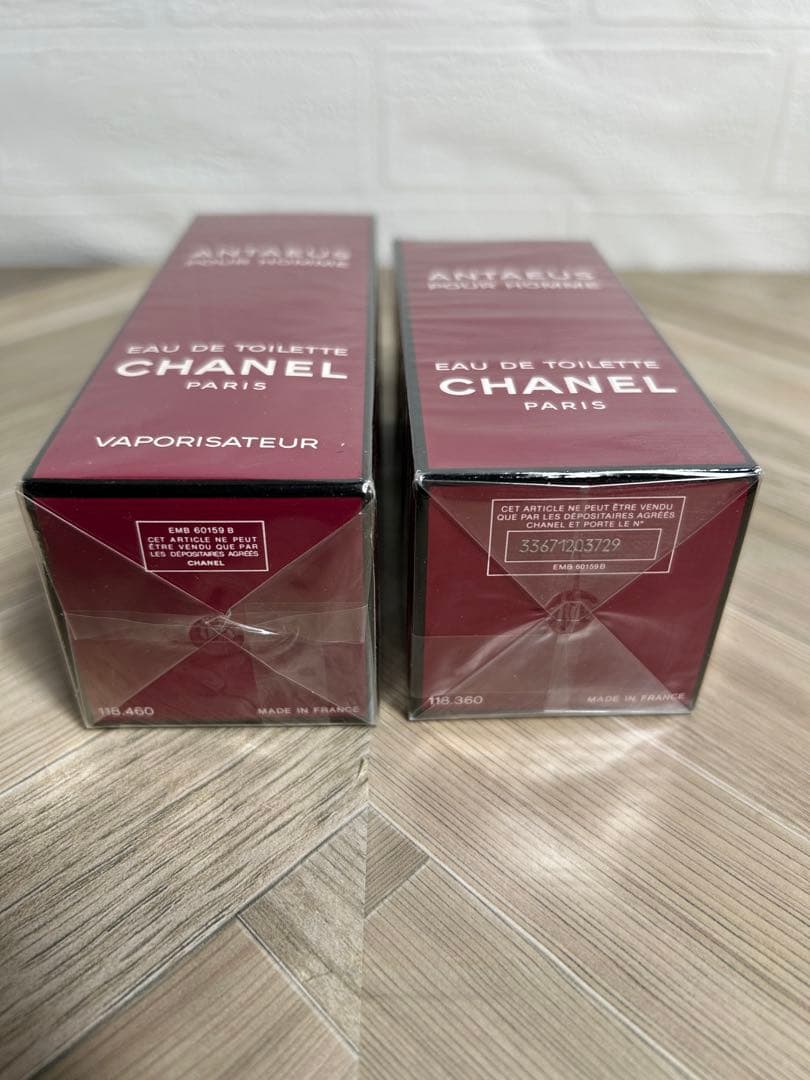 ANTAEUS
POUR HOMME
EAU DE TOILETTE
CHANEL
PARIS
VAPORISATEUR
EMB 60159 B
CET ARTICLE NE PEUT
ÊTRE VENDU QUE PAR
LES DÉPOSITAIRES AGRÉÉS
CHANEL
118.460
MADE IN FRANCE
ANTAEUS
POUR HOMME
EAU DE TOILETTE
CHANEL
PARIS
CET ARTICLE NE PEUT ÊTRE VENDU
QUE PAR LES DÉPOSITAIRES AGRÉÉS
CHANEL ET PORTE LE N°
33671203729
EMB 60159 B
118.360
MADE IN FRANCE